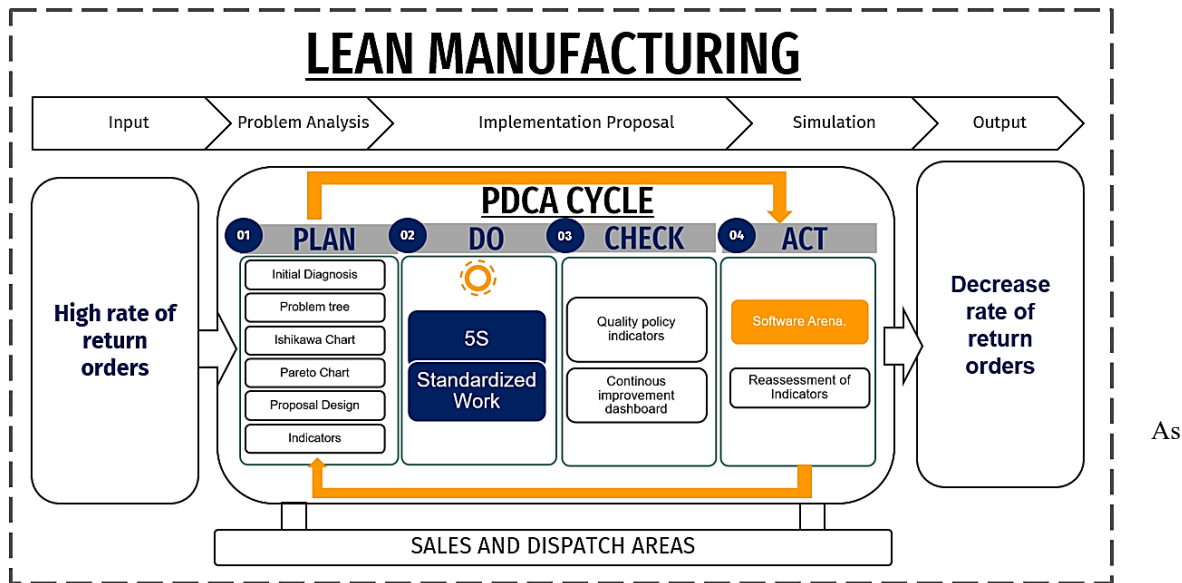 LEAN MANUFACTURING
Input
Problem Analysis
Implementation Proposal
Simulation
Output
High rate of
return
orders
PDCA CYCLE
01
PLAN
Initial Diagnosis
Problem tree
Ishikawa Chart
Pareto Chart
Proposal Design
Indicators
02
DO
5S
Standardized
Work
03
CHECK
Quality policy
indicators
Continous
improvement
dashboard
04
ACT
Software Arena.
Reassessment of
Indicators
Decrease
rate of
return
orders
SALES AND DISPATCH AREAS
As